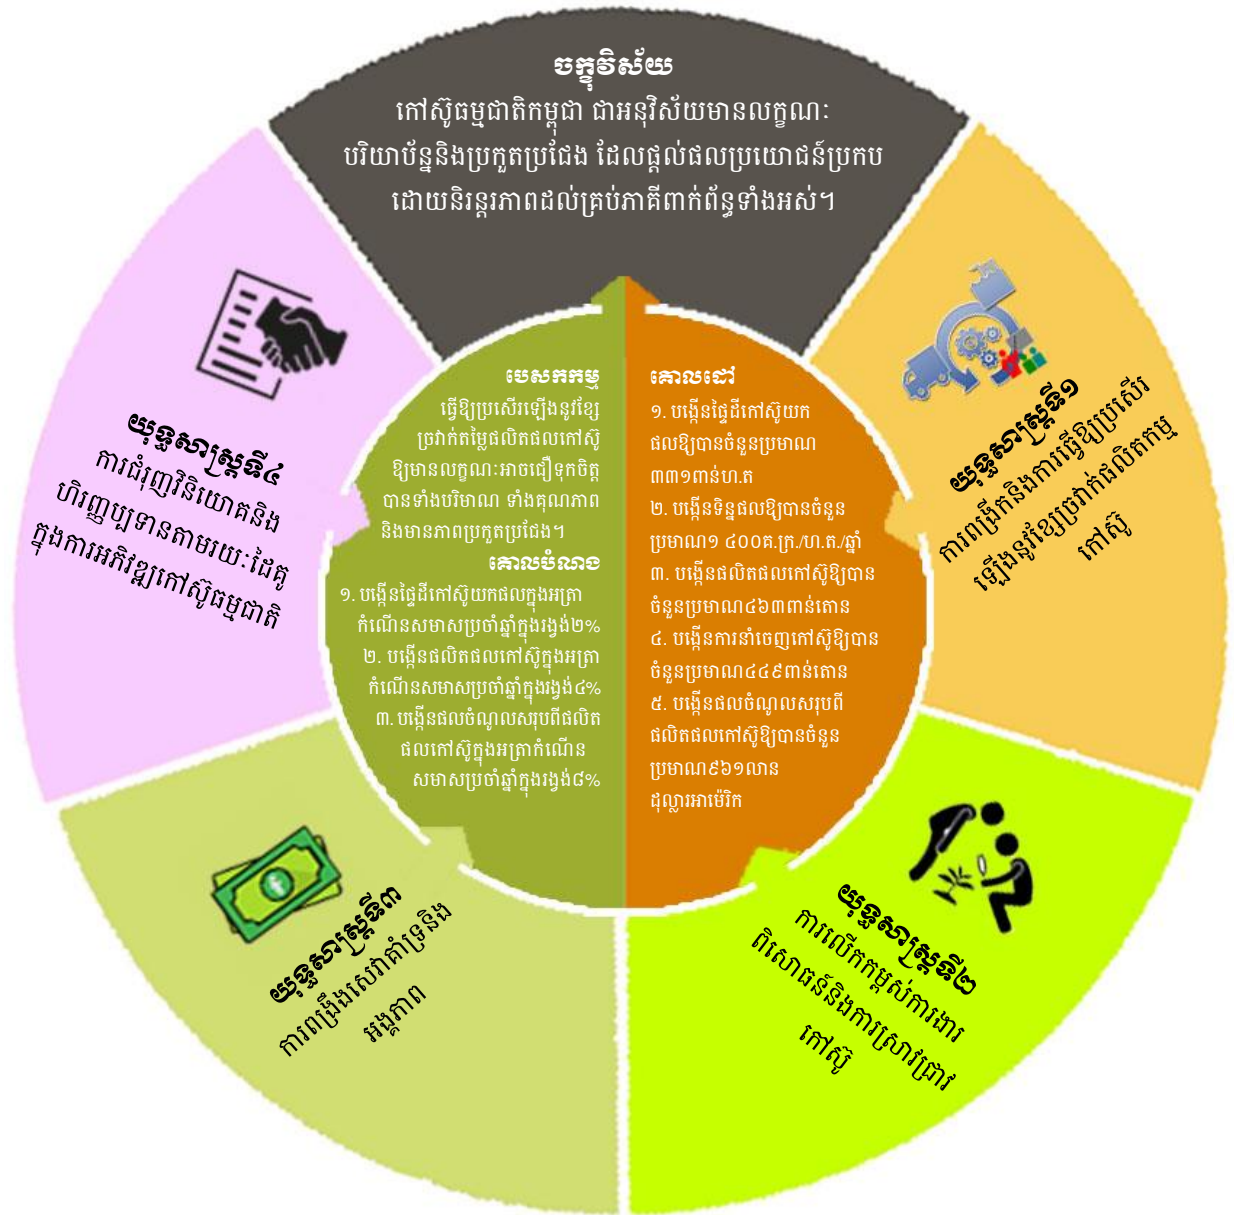 ចក្ខុវិស័យ
កៅស៊ូធម្មជាតិកម្ពុជា ជាអនុវិស័យមានលក្ខណៈ
បរិយាប័ន្ននិងប្រកួតប្រជែង ដែលផ្តល់ផលប្រយោជន៍ប្រកប
ដោយនិរន្តរភាពដល់គ្រប់ភាគីពាក់ព័ន្ធទាំងអស់។
បេសកកម្ម
ធ្វើឱ្យប្រសើរឡើងនូវខ្សែ
ច្រវាក់តម្លៃផលិតផលកៅស៊ូ
ឱ្យមានលក្ខណៈអាចជឿទុកចិត្ត
បានទាំងបរិមាណ ទាំងគុណភាព
និងមានភាពប្រកួតប្រជែង។
គោលបំណង
១. បង្កើនផ្ទៃដីកៅស៊ូយកផលក្នុងអត្រា
កំណើនសមាសប្រចាំឆ្នាំក្នុងរង្វង់២%
២. បង្កើនផលិតផលកៅស៊ូក្នុងអត្រា
កំណើនសមាសប្រចាំឆ្នាំក្នុងរង្វង់៤%
៣. បង្កើនផលចំណូលសរុបពីផលិត
ផលកៅស៊ូក្នុងអត្រាកំណើន
សមាសប្រចាំឆ្នាំក្នុងរង្វង់៨%
គោលដៅ
១. បង្កើនផ្ទៃដីកៅស៊ូយក
ផលឱ្យបានចំនួនប្រមាណ
៣៣១ពាន់ហ.ត
២. បង្កើនទិន្នផលឱ្យបានចំនួន
ប្រមាណ១ ៤០០គ.ក្រ./ហ.ត./ឆ្នាំ
៣. បង្កើនផលិតផលកៅស៊ូឱ្យបាន
ចំនួនប្រមាណ៤៦៣ពាន់តោន
៤. បង្កើនការនាំចេញកៅស៊ូឱ្យបាន
ចំនួនប្រមាណ៤៤៩ពាន់តោន
៥. បង្កើនផលចំណូលសរុបពី
ផលិតផលកៅស៊ូឱ្យបានចំនួន
ប្រមាណ៩៦១លាន
ដុល្លារអាម៉េរិក
យុទ្ធសាស្ត្រទី១
ការពង្រីកនិងការធ្វើឱ្យប្រសើរ
ឡើងនូវខ្សែច្រវាក់ផលិតកម្ម
កៅស៊ូ
យុទ្ធសាស្ត្រទី២
ការលើកកម្ពស់ការងារ
ពិសោធន៍និងការស្រាវជ្រាវ
កៅស៊ូ
យុទ្ធសាស្ត្រទី៣
ការពង្រឹងសេវាគាំទ្រនិង
អង្គភាព
យុទ្ធសាស្ត្រទី៤
ការជំរុញវិនិយោគនិង
ហិរញ្ញប្បទានតាមរយៈដៃគូ
ក្នុងការអភិវឌ្ឍកៅស៊ូធម្មជាតិ